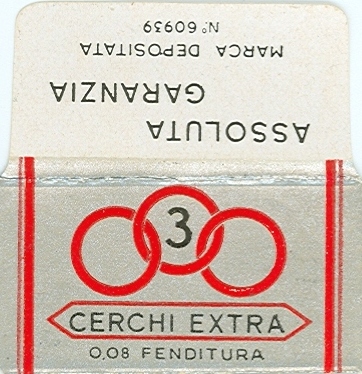 ASSOLUTA
GARANZIA
MARCA DEPOSITATA
N.º 60939
3
CERCHI EXTRA
0,08 FENDITURA